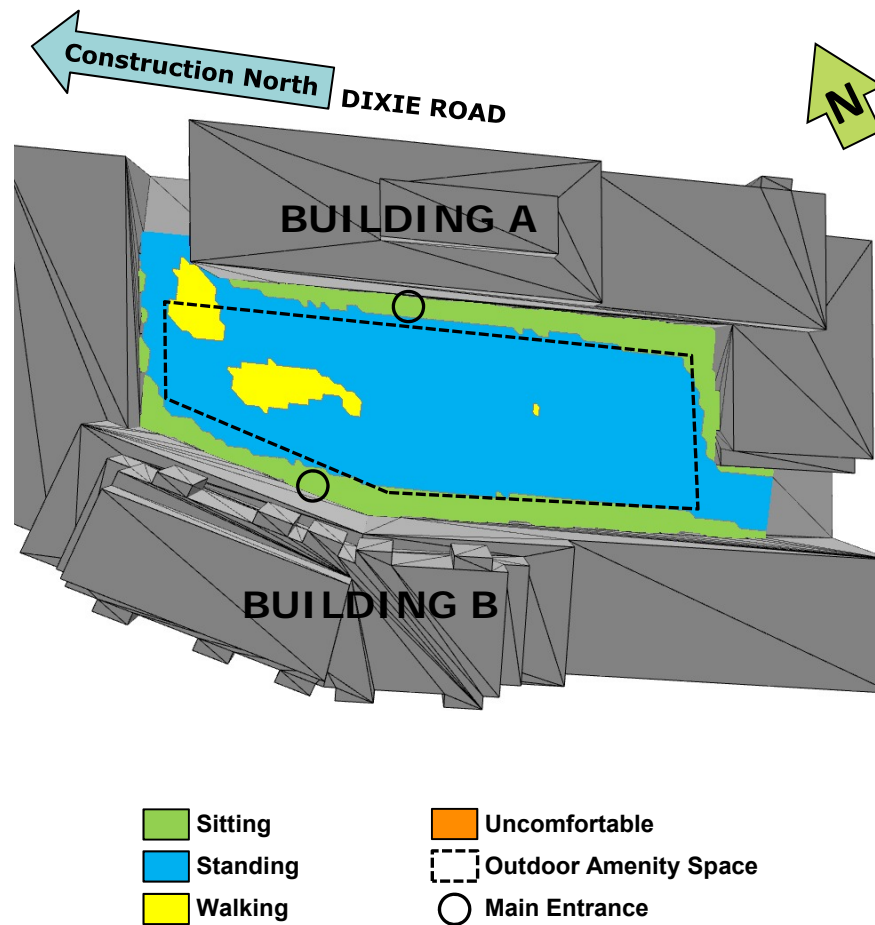 Construction North
DIXIE ROAD
N
BUILDING A
BUILDING B
Sitting
Uncomfortable
Standing
Outdoor Amenity Space
Walking
Main Entrance